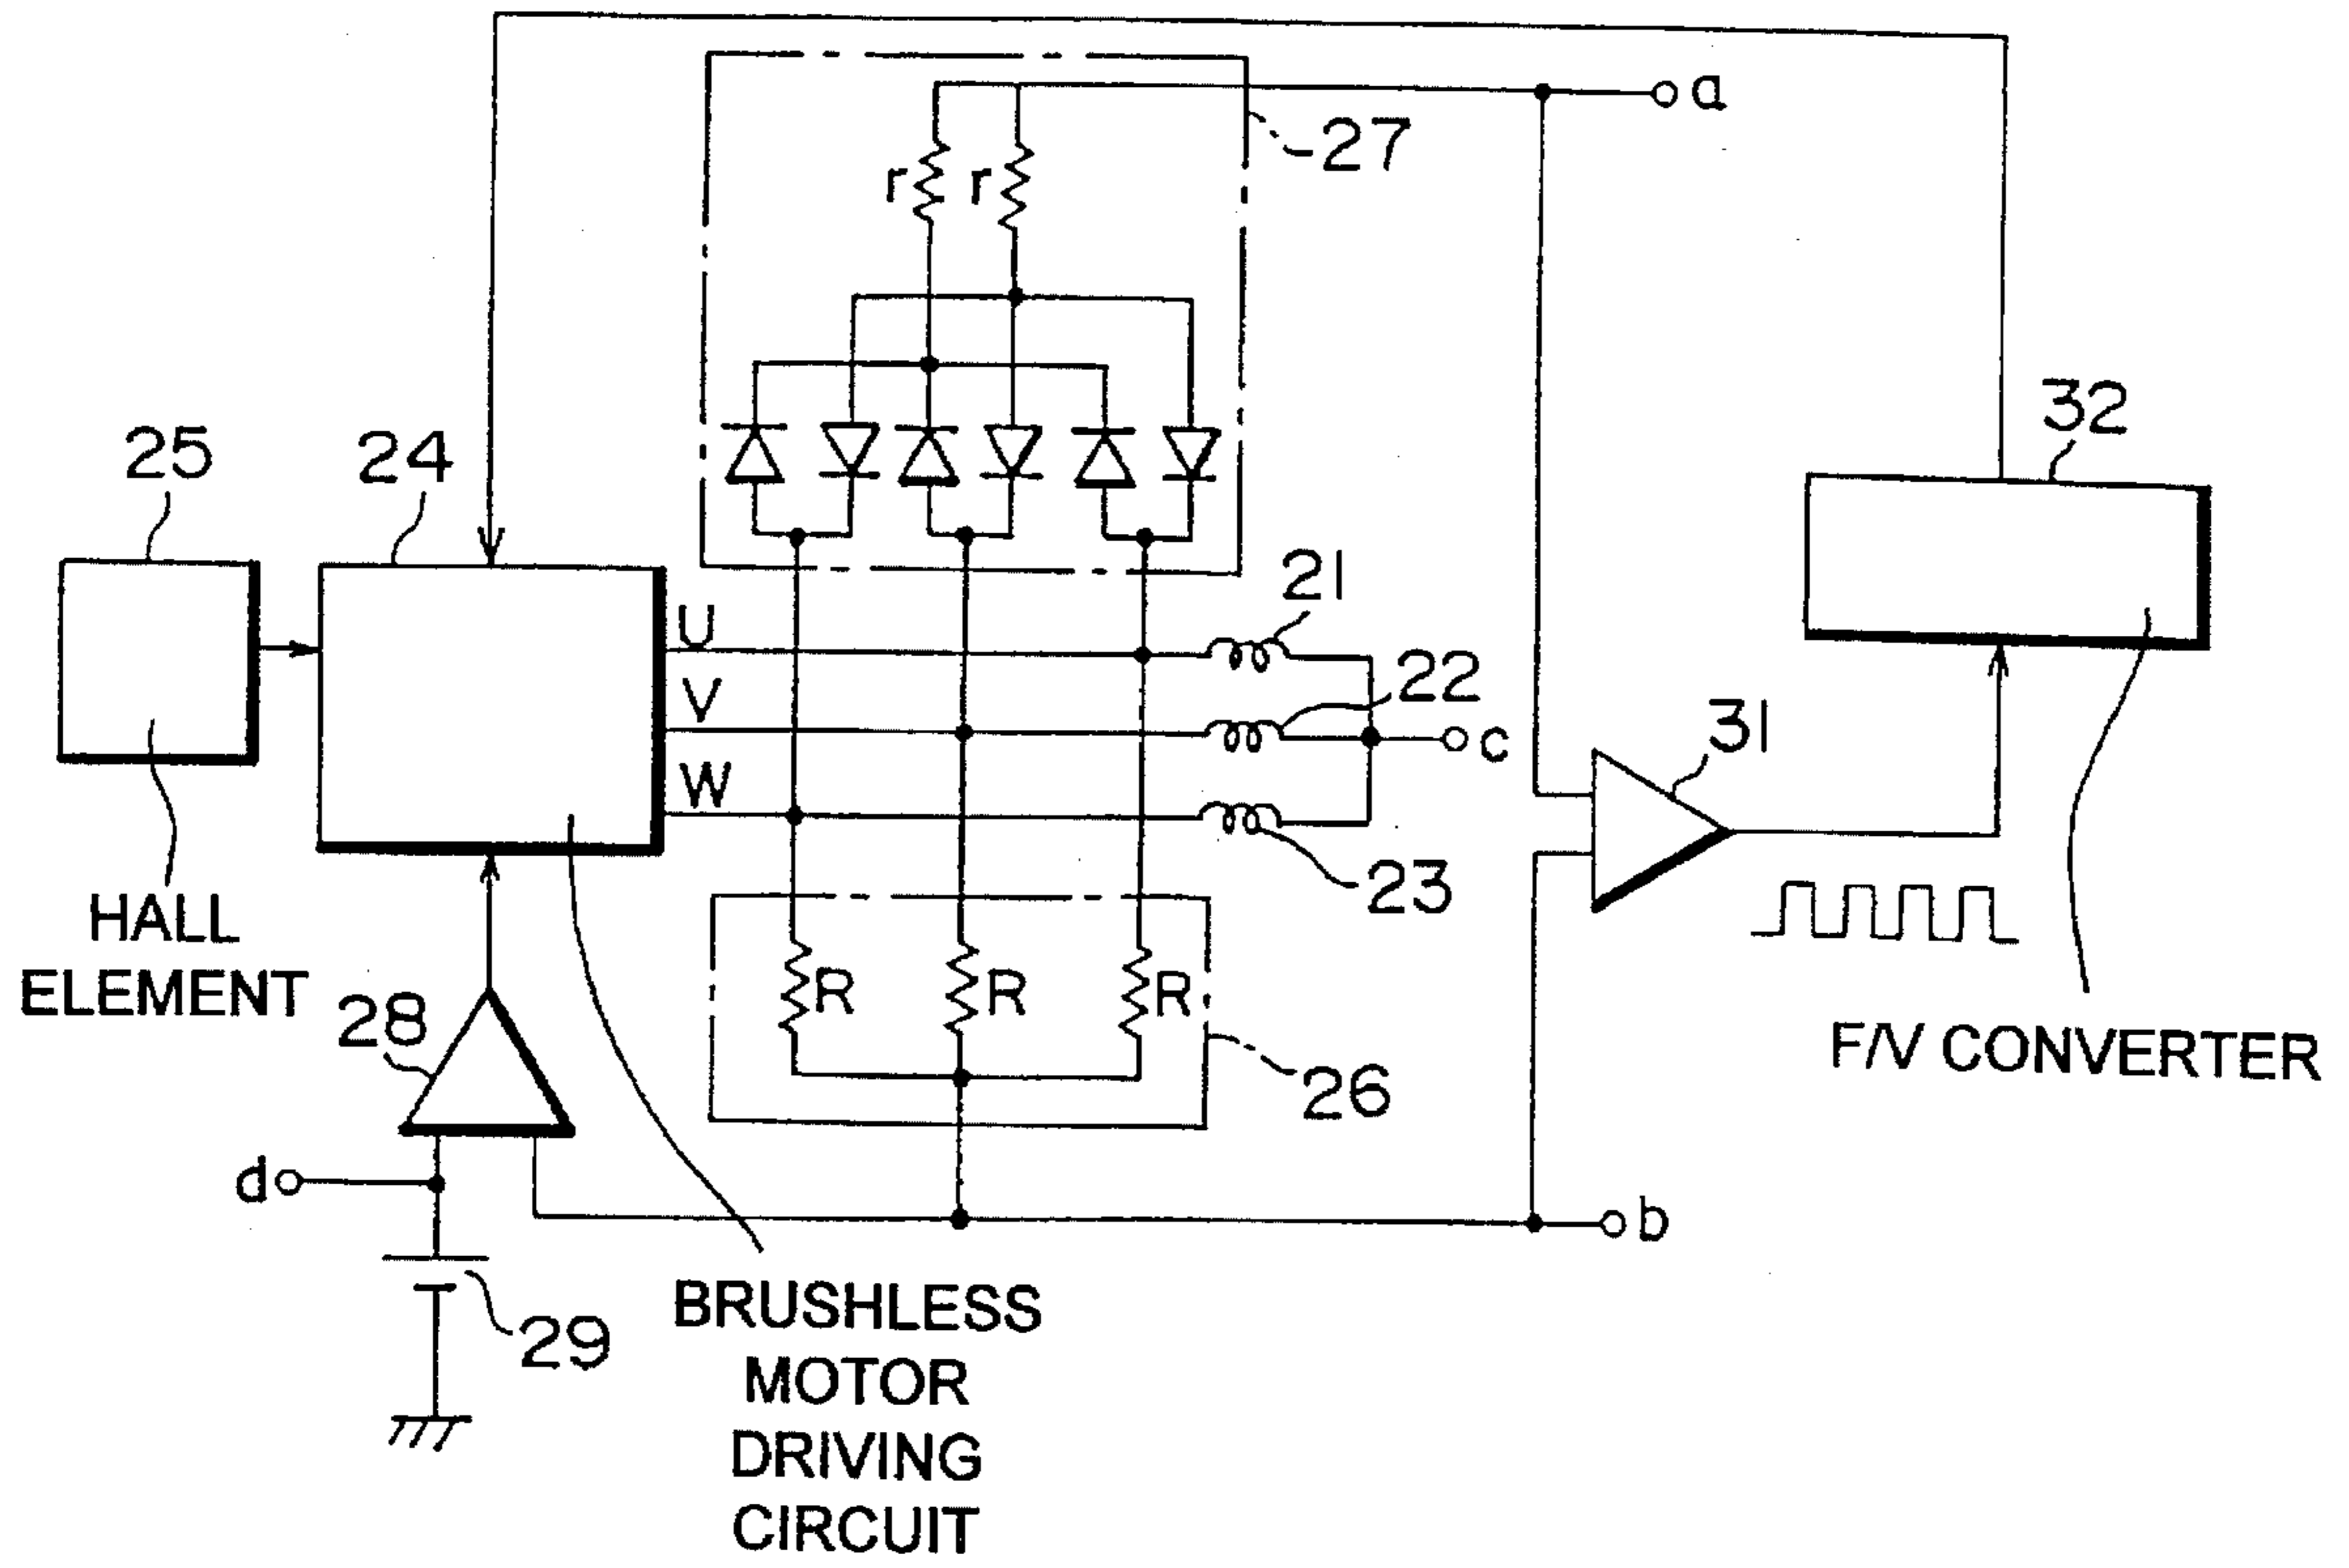 a
27
r r
32
25
24
21
U
22
V
31
c
W
23
HALL
ELEMENT
R R R
28
F/V CONVERTER
26
d
b
29
BRUSHLESS
MOTOR
DRIVING
CIRCUIT